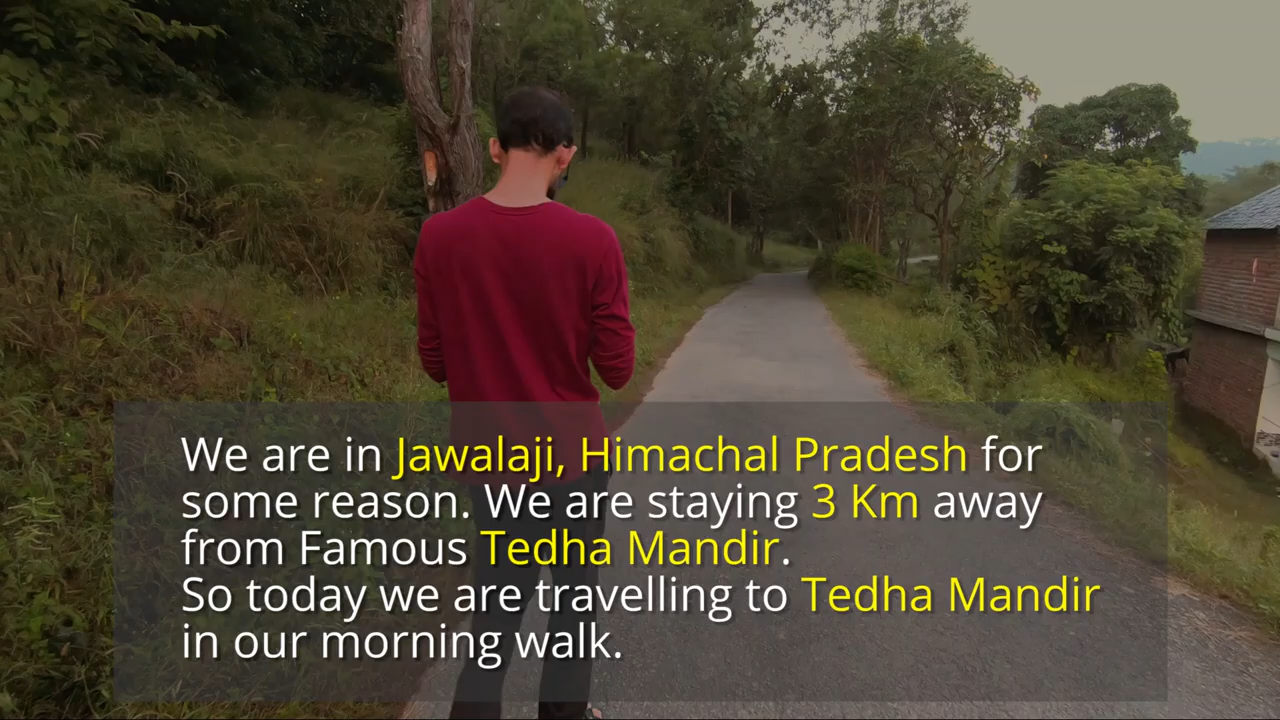 We are in Jawalaji, Himachal Pradesh for
some reason. We are staying 3 Km away
from Famous Tedha Mandir.
So today we are travelling to Tedha Mandir
in our morning walk.